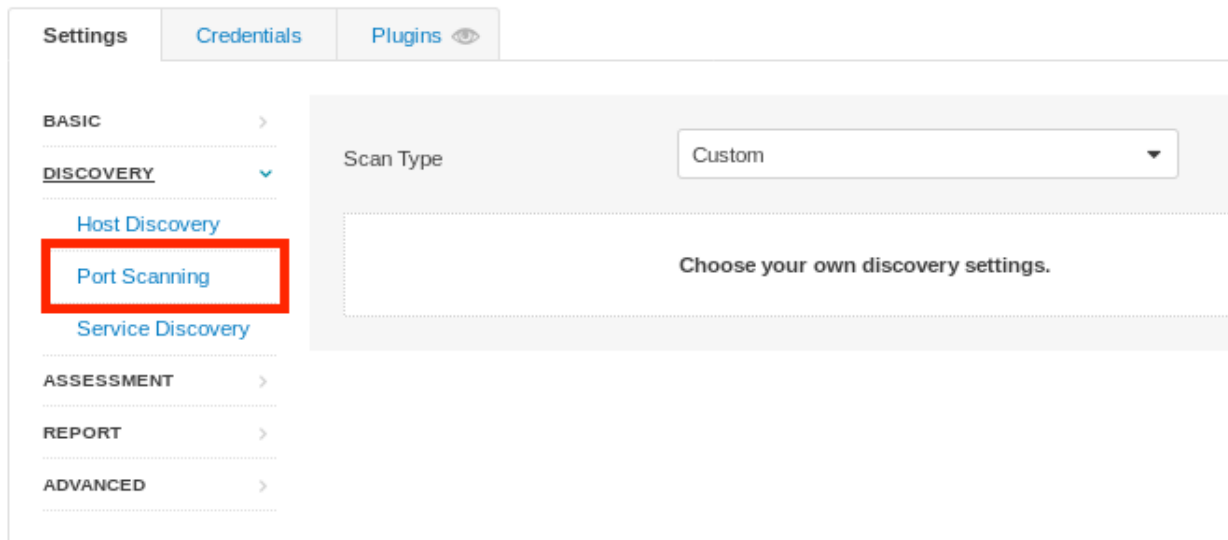 Settings Credentials Plugins
BASIC
DISCOVERY
Host Discovery
Port Scanning
Service Discovery
ASSESSMENT
REPORT
ADVANCED
Scan Type Custom
Choose your own discovery settings.